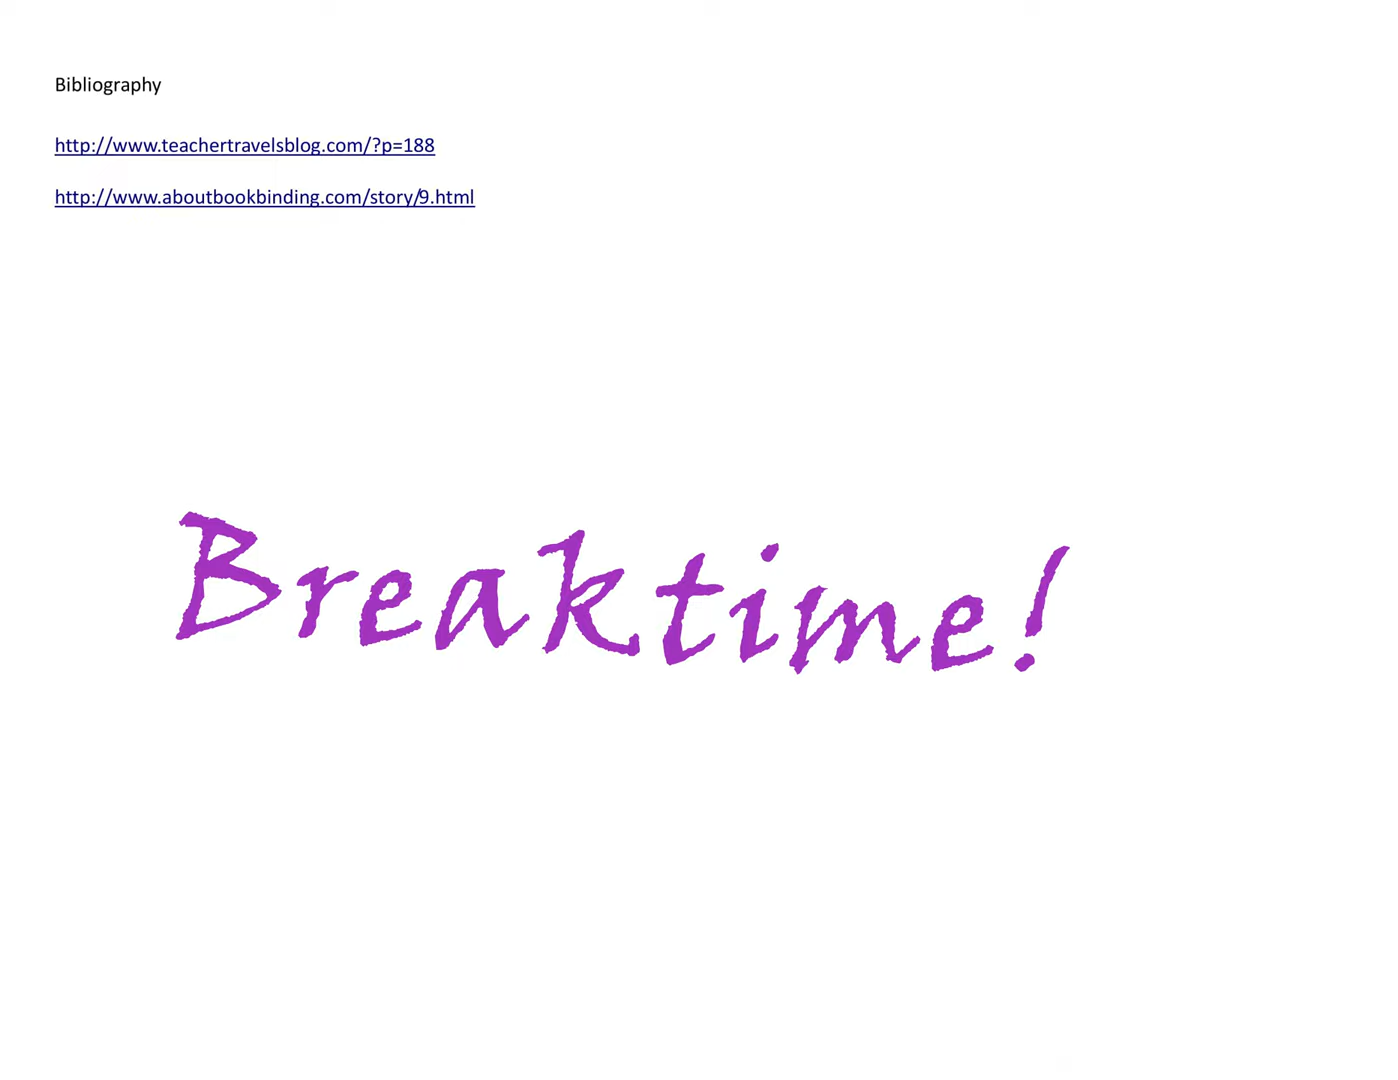 Bibliography
http://www.teachertravelsblog.com/?p=188
http://www.aboutbookbinding.com/story/9.html
Breaktime!